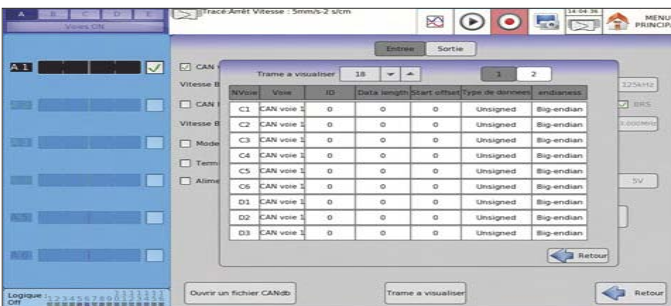 A B C D E
Voies ON
Tracé:Arrêt Vitesse : 5mm/s-2 s/cm
14:04:36
MENU
PRINCIPA
Entree Sortie
A1
CAN
Trame a visualiser 18 1 2
Vitesse B
125kHz
NVoie Voie ID Data length Start offset Type de donnees endianess
CAN
C1 CAN voie 1 0 0 0 Unsigned Big-endian
BRS
Vitesse B
C2 CAN voie 1 0 0 0 Unsigned Big-endian
Mode
C3 CAN voie 1 0 0 0 Unsigned Big-endian
Term
C4 CAN voie 1 0 0 0 Unsigned Big-endian
Alime
C5 CAN voie 1 0 0 0 Unsigned Big-endian
5V
C6 CAN voie 1 0 0 0 Unsigned Big-endian
D1 CAN voie 1 0 0 0 Unsigned Big-endian
D2 CAN voie 1 0 0 0 Unsigned Big-endian
D3 CAN voie 1 0 0 0 Unsigned Big-endian
Retour
Logique :
Off
Ouvrir un fichier CANdb Trame a visualiser Retour